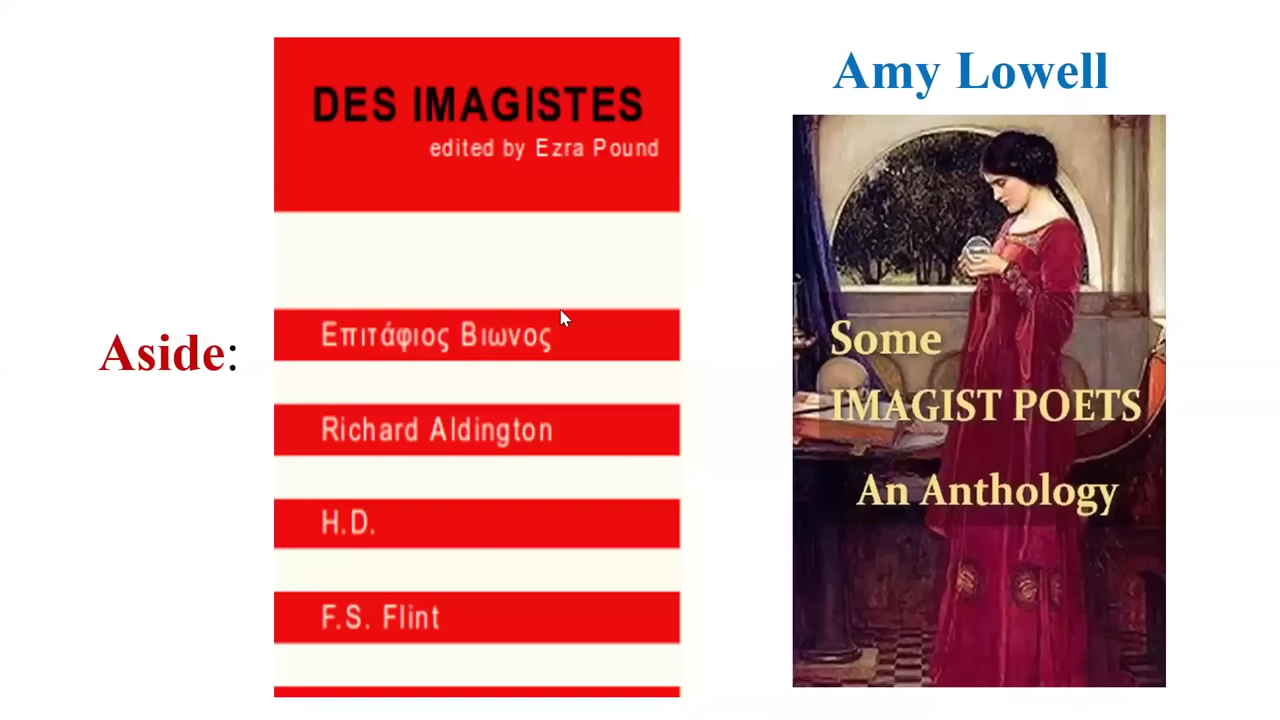 Aside:
DES IMAGISTES
edited by Ezra Pound
Επιτάφιος Βιωνος
Richard Aldington
H.D.
F.S. Flint
Amy Lowell
Some
IMAGIST POETS
An Anthology